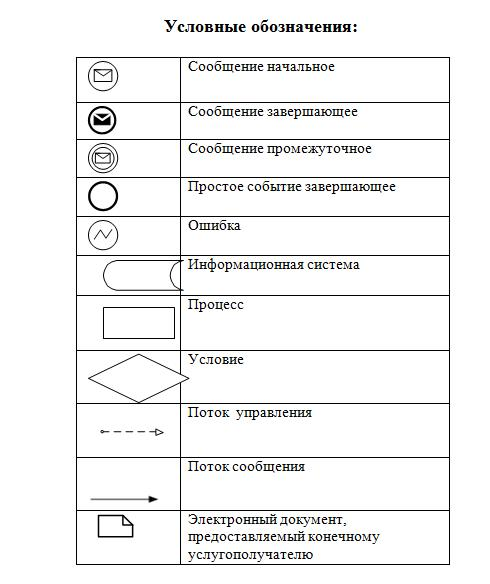 Условные обозначения:
Сообщение начальное
Сообщение завершающее
Сообщение промежуточное
Простое событие завершающее
Ошибка
Информационная система
Процесс
Условие
Поток управления
Поток сообщения
Электронный документ,
предоставляемый конечному
услугополучателю